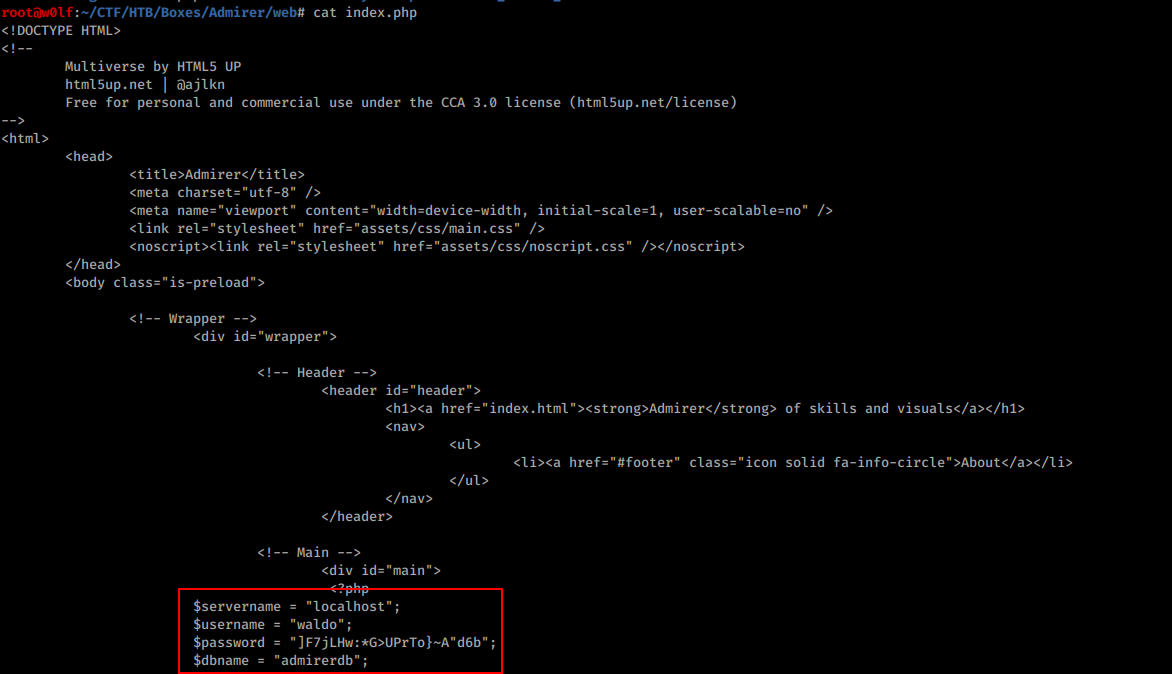 root@w0lf:~/CTF/HTB/Boxes/Admirer/web# cat index.php
<!DOCTYPE HTML>
<!--
        Multiverse by HTML5 UP
        html5up.net | @ajlkn
        Free for personal and commercial use under the CCA 3.0 license (html5up.net/license)
-->
<html>
        <head>
                <title>Admirer</title>
                <meta charset="utf-8" />
                <meta name="viewport" content="width=device-width, initial-scale=1, user-scalable=no" />
                <link rel="stylesheet" href="assets/css/main.css" />
                <noscript><link rel="stylesheet" href="assets/css/noscript.css" /></noscript>
        </head>
        <body class="is-preload">
                <!-- Wrapper -->
                        <div id="wrapper">
                                <!-- Header -->
                                        <header id="header">
                                                <h1><a href="index.html"><strong>Admirer</strong> of skills and visuals</a></h1>
                                                <nav>
                                                        <ul>
                                                                <li><a href="#footer" class="icon solid fa-info-circle">About</a></li>
                                                        </ul>
                                                </nav>
                                        </header>
                                <!-- Main -->
                                        <div id="main">
                                         <?php
                        $servername = "localhost";
                        $username = "waldo";
                        $password = "]F7jLHw:*G>UPrTo}~A"d6b";
                        $dbname = "admirerdb";